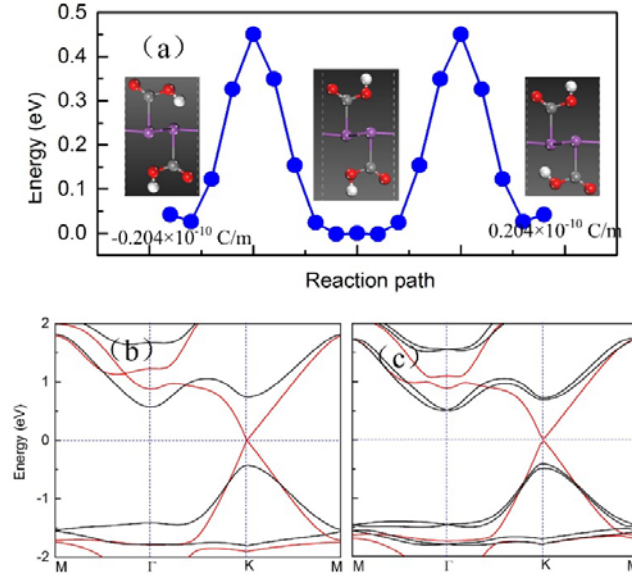 0.5
(a)
0.4
0.3
0.2
0.1
0.0
Energy (eV)
-0.204×10-10 C/m
0.204×10-10 C/m
Reaction path
2
1
0
-1
-2
Energy (eV)
(b)
(c)
M Γ K M
M Γ K M